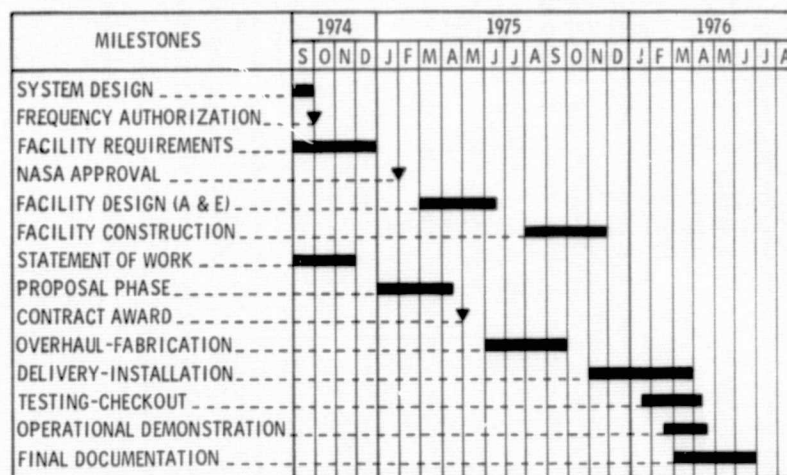 MILESTONES
1974 1975 1976
S O N D J F M A M J J A S O N D J F M A M J J A
SYSTEM DESIGN
FREQUENCY AUTHORIZATION
FACILITY REQUIREMENTS
NASA APPROVAL
FACILITY DESIGN (A & E)
FACILITY CONSTRUCTION
STATEMENT OF WORK
PROPOSAL PHASE
CONTRACT AWARD
OVERHAUL-FABRICATION
DELIVERY-INSTALLATION
TESTING-CHECKOUT
OPERATIONAL DEMONSTRATION
FINAL DOCUMENTATION